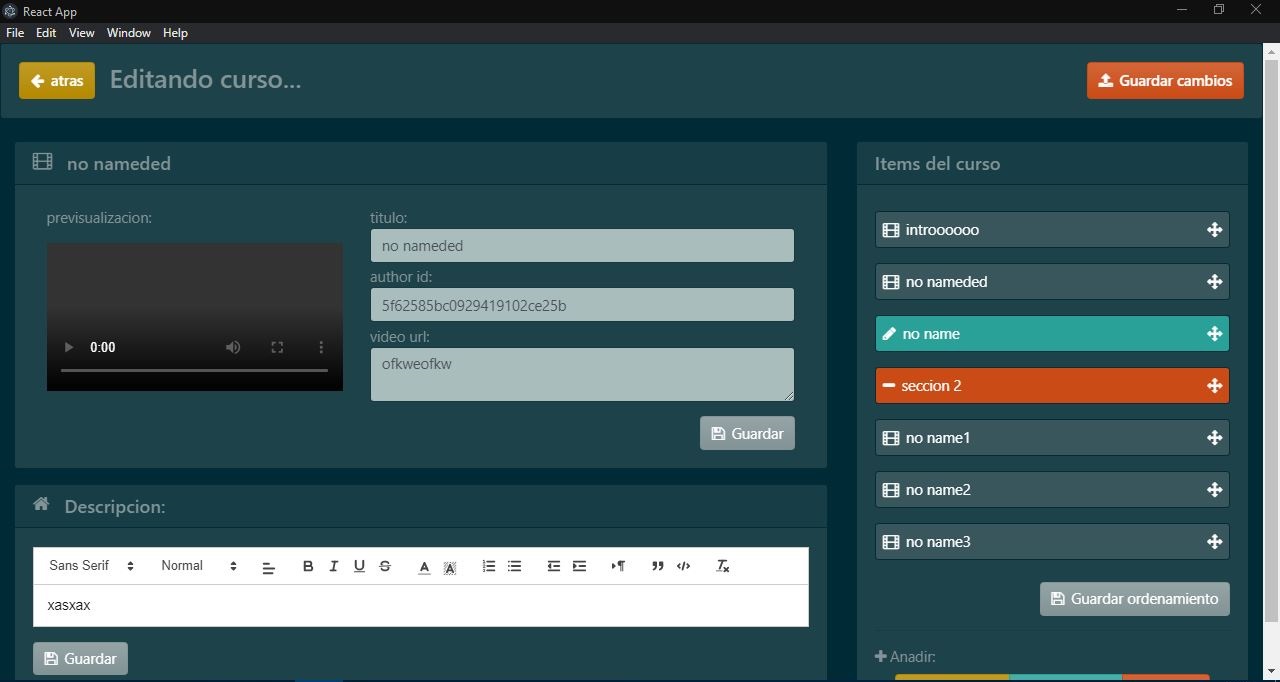 React App
File Edit View Window Help
atras
Editando curso...
Guardar cambios
no nameded
previsualizacion:
0:00
titulo:
no nameded
author id:
5f62585bc0929419102ce25b
video url:
ofkweofkw
Guardar
Descripcion:
Sans Serif Normal
xasxax
Guardar
Items del curso
introooooo
no nameded
no name
seccion 2
no name1
no name2
no name3
Guardar ordenamiento
Anadir: